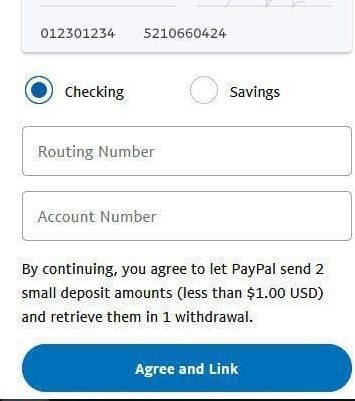 012301234 5210660424
Checking Savings
Routing Number
Account Number
By continuing, you agree to let PayPal send 2
small deposit amounts (less than $1.00 USD)
and retrieve them in 1 withdrawal.
Agree and Link